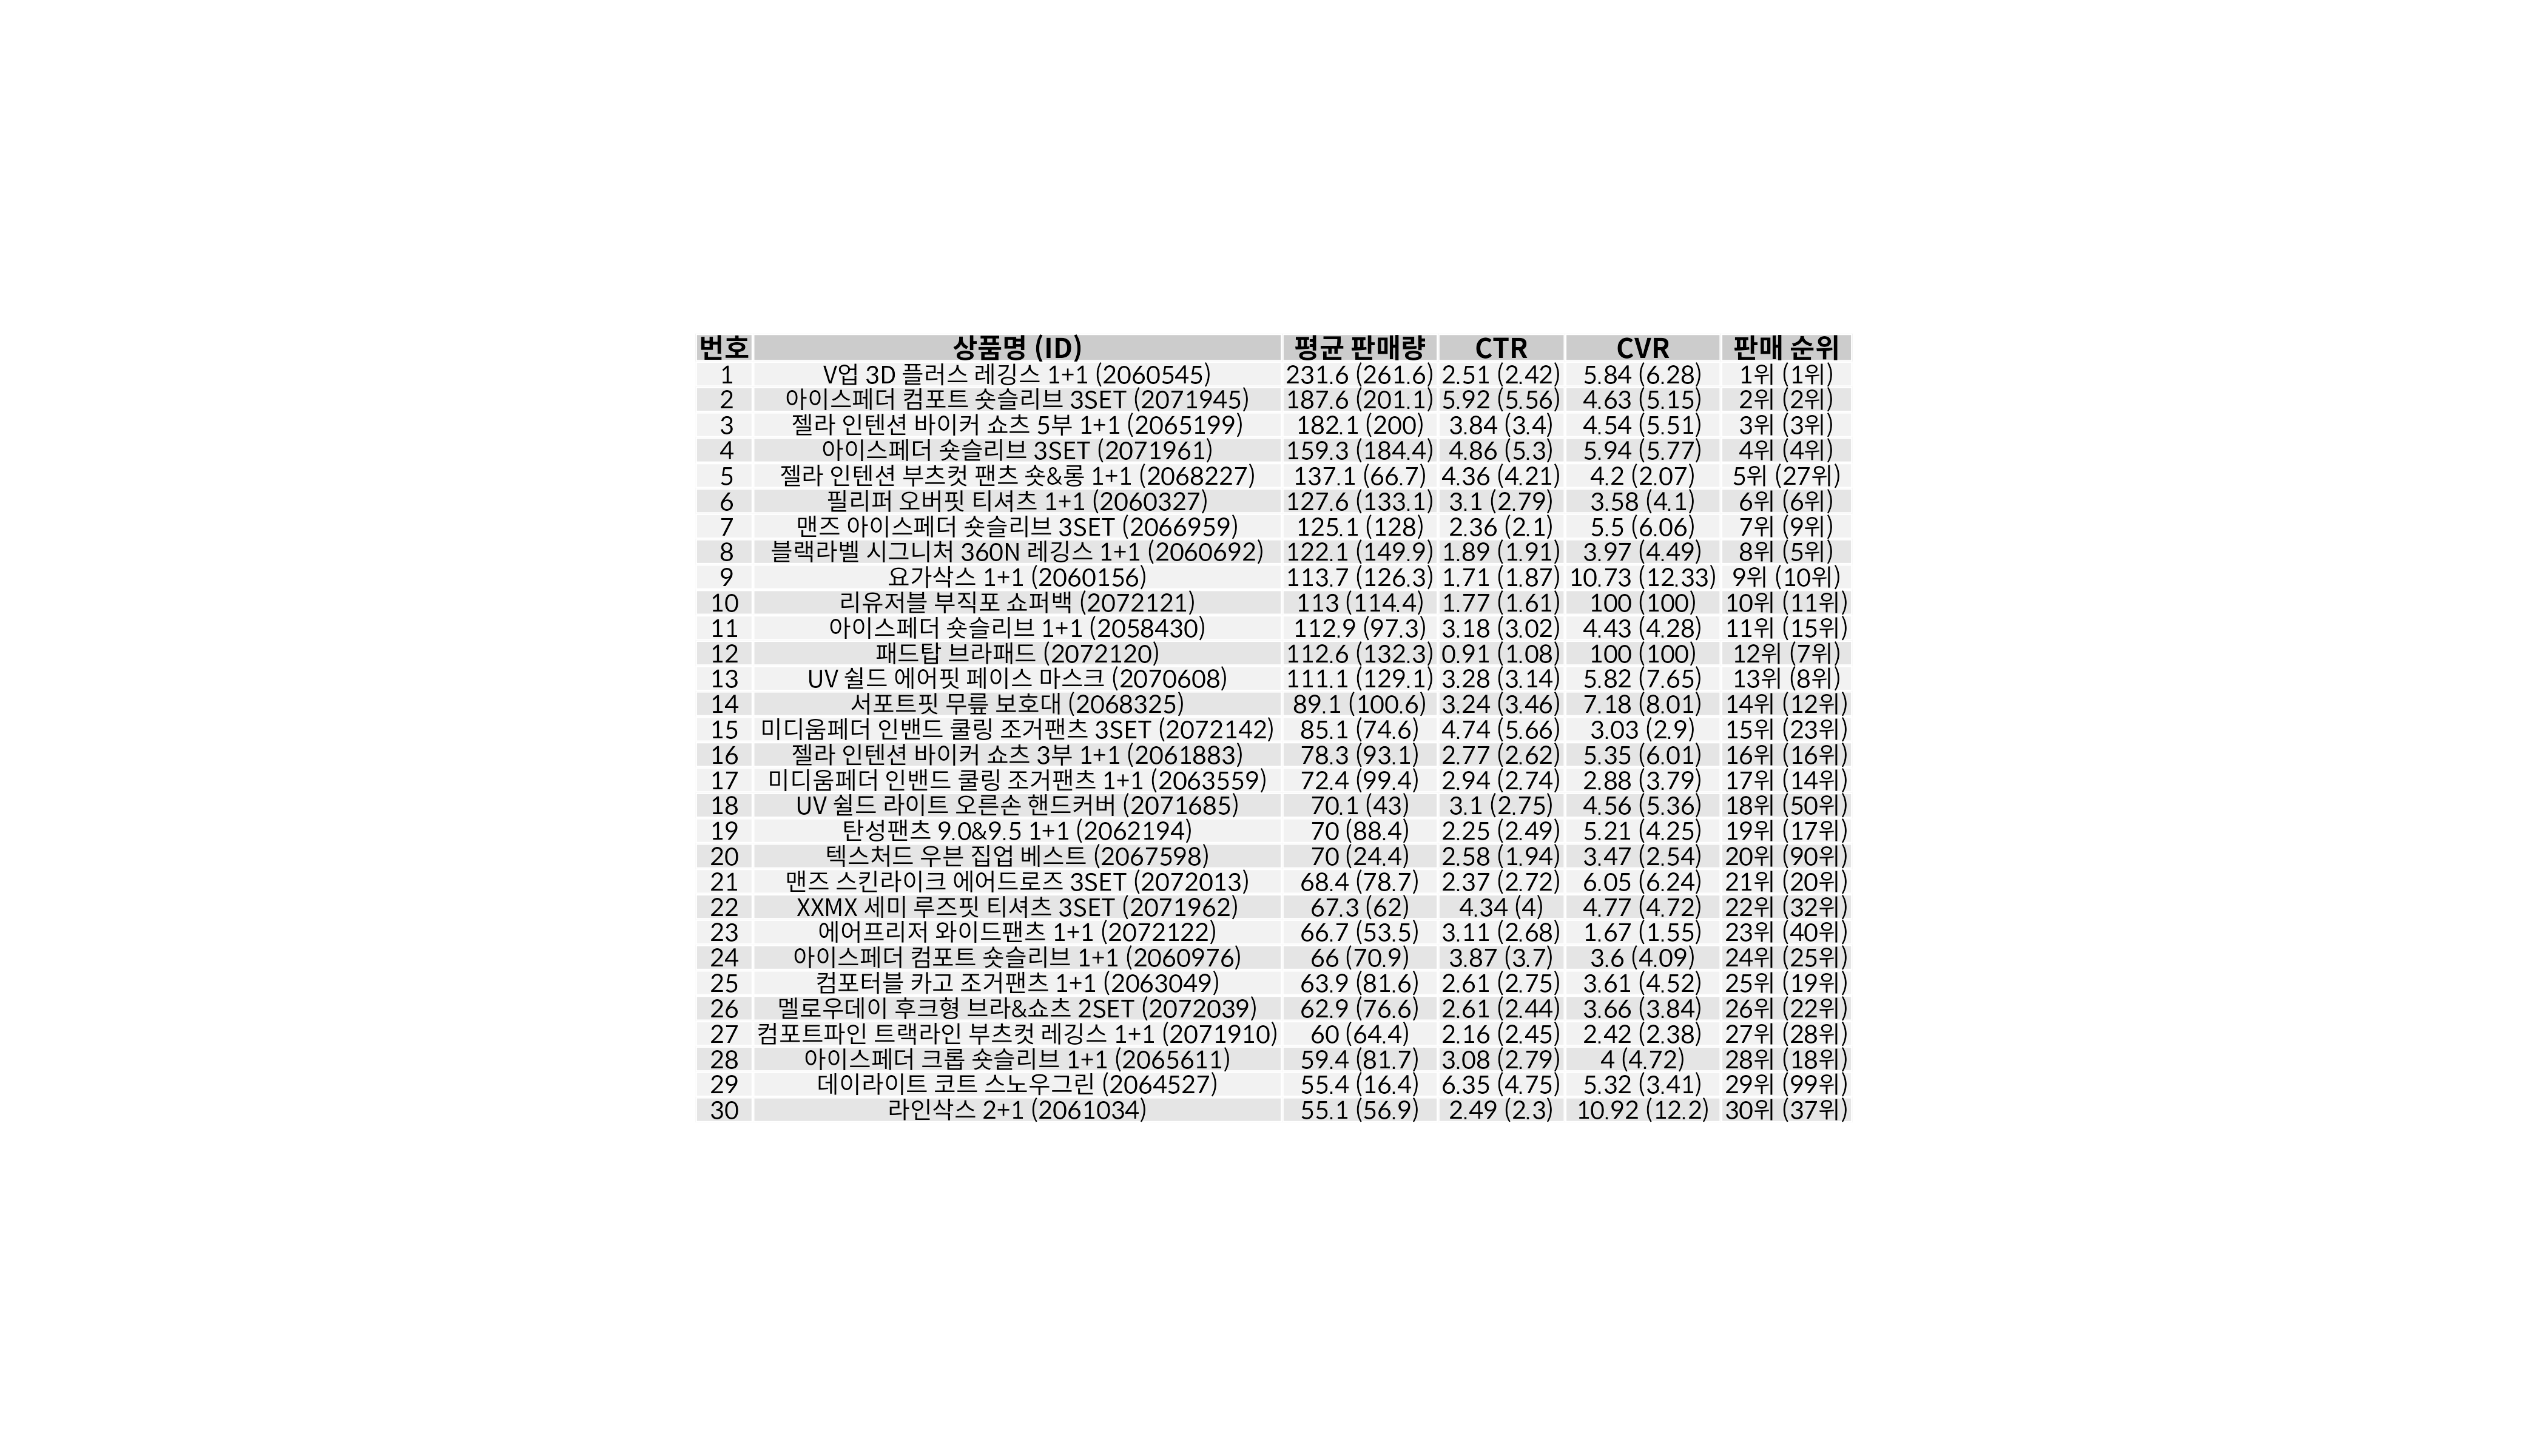 번호 상품명 (ID) 평균 판매량 CTR CVR 판매 순위
1 V업 3D 플러스 레깅스 1+1 (2060545) 231.6 (261.6) 2.51 (2.42) 5.84 (6.28) 1위 (1위)
2 아이스페더 컴포트 숏슬리브 3SET (2071945) 187.6 (201.1) 5.92 (5.56) 4.63 (5.15) 2위 (2위)
3 젤라 인텐션 바이커 쇼츠 5부 1+1 (2065199) 182.1 (200) 3.84 (3.4) 4.54 (5.51) 3위 (3위)
4 아이스페더 숏슬리브 3SET (2071961) 159.3 (184.4) 4.86 (5.3) 5.94 (5.77) 4위 (4위)
5 젤라 인텐션 부츠컷 팬츠 숏&롱 1+1 (2068227) 137.1 (66.7) 4.36 (4.21) 4.2 (2.07) 5위 (27위)
6 필리퍼 오버핏 티셔츠 1+1 (2060327) 127.6 (133.1) 3.1 (2.79) 3.58 (4.1) 6위 (6위)
7 맨즈 아이스페더 숏슬리브 3SET (2066959) 125.1 (128) 2.36 (2.1) 5.5 (6.06) 7위 (9위)
8 블랙라벨 시그니처 360N 레깅스 1+1 (2060692) 122.1 (149.9) 1.89 (1.91) 3.97 (4.49) 8위 (5위)
9 요가삭스 1+1 (2060156) 113.7 (126.3) 1.71 (1.87) 10.73 (12.33) 9위 (10위)
10 리유저블 부직포 쇼퍼백 (2072121) 113 (114.4) 1.77 (1.61) 100 (100) 10위 (11위)
11 아이스페더 숏슬리브 1+1 (2058430) 112.9 (97.3) 3.18 (3.02) 4.43 (4.28) 11위 (15위)
12 패드탑 브라패드 (2072120) 112.6 (132.3) 0.91 (1.08) 100 (100) 12위 (7위)
13 UV 쉴드 에어핏 페이스 마스크 (2070608) 111.1 (129.1) 3.28 (3.14) 5.82 (7.65) 13위 (8위)
14 서포트핏 무릎 보호대 (2068325) 89.1 (100.6) 3.24 (3.46) 7.18 (8.01) 14위 (12위)
15 미디움페더 인밴드 쿨링 조거팬츠 3SET (2072142) 85.1 (74.6) 4.74 (5.66) 3.03 (2.9) 15위 (23위)
16 젤라 인텐션 바이커 쇼츠 3부 1+1 (2061883) 78.3 (93.1) 2.77 (2.62) 5.35 (6.01) 16위 (16위)
17 미디움페더 인밴드 쿨링 조거팬츠 1+1 (2063559) 72.4 (99.4) 2.94 (2.74) 2.88 (3.79) 17위 (14위)
18 UV 쉴드 라이트 오른손 핸드커버 (2071685) 70.1 (43) 3.1 (2.75) 4.56 (5.36) 18위 (50위)
19 탄성팬츠 9.0&9.5 1+1 (2062194) 70 (88.4) 2.25 (2.49) 5.21 (4.25) 19위 (17위)
20 텍스처드 우븐 집업 베스트 (2067598) 70 (24.4) 2.58 (1.94) 3.47 (2.54) 20위 (90위)
21 맨즈 스킨라이크 에어드로즈 3SET (2072013) 68.4 (78.7) 2.37 (2.72) 6.05 (6.24) 21위 (20위)
22 XXMX 세미 루즈핏 티셔츠 3SET (2071962) 67.3 (62) 4.34 (4) 4.77 (4.72) 22위 (32위)
23 에어프리저 와이드팬츠 1+1 (2072122) 66.7 (53.5) 3.11 (2.68) 1.67 (1.55) 23위 (40위)
24 아이스페더 컴포트 숏슬리브 1+1 (2060976) 66 (70.9) 3.87 (3.7) 3.6 (4.09) 24위 (25위)
25 컴포터블 카고 조거팬츠 1+1 (2063049) 63.9 (81.6) 2.61 (2.75) 3.61 (4.52) 25위 (19위)
26 멜로우데이 후크형 브라&쇼츠 2SET (2072039) 62.9 (76.6) 2.61 (2.44) 3.66 (3.84) 26위 (22위)
27 컴포트파인 트랙라인 부츠컷 레깅스 1+1 (2071910) 60 (64.4) 2.16 (2.45) 2.42 (2.38) 27위 (28위)
28 아이스페더 크롭 숏슬리브 1+1 (2065611) 59.4 (81.7) 3.08 (2.79) 4 (4.72) 28위 (18위)
29 데이라이트 코트 스노우그린 (2064527) 55.4 (16.4) 6.35 (4.75) 5.32 (3.41) 29위 (99위)
30 라인삭스 2+1 (2061034) 55.1 (56.9) 2.49 (2.3) 10.92 (12.2) 30위 (37위)